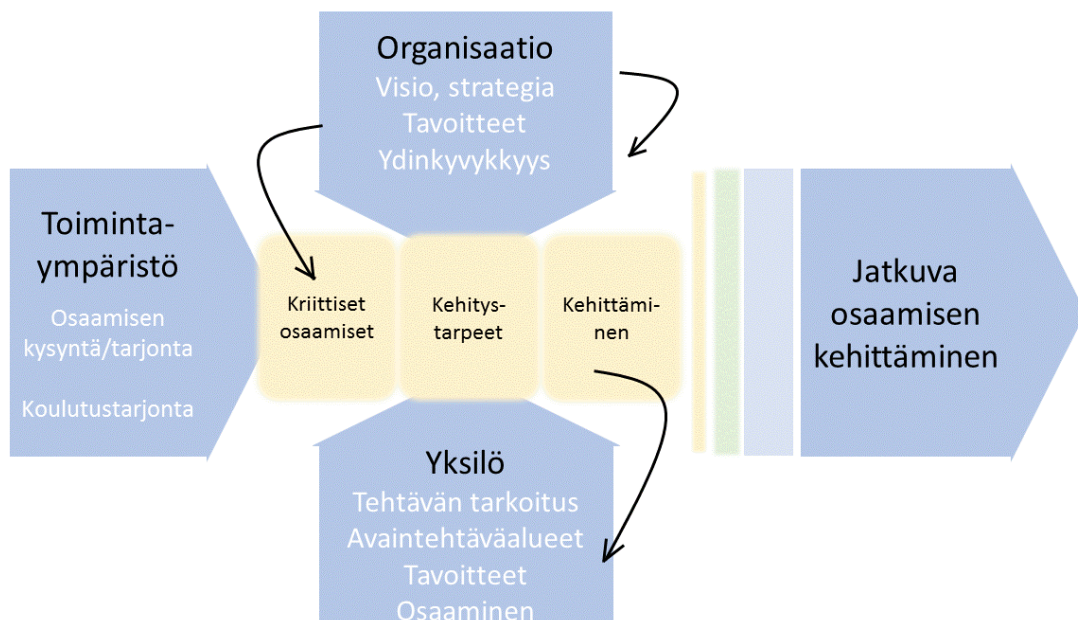 Organisaatio
Visio, strategia
Tavoitteet
Ydinkyvykkyys
Toiminta-
ympäristö
Osaamisen
kysyntä/tarjonta
Koulutustarjonta
Kriittiset
osaamiset
Kehitys-
tarpeet
Kehittämi-
nen
Jatkuva
osaamisen
kehittäminen
Yksilö
Tehtävän tarkoitus
Avaintehtäväalueet
Tavoitteet
Osaaminen